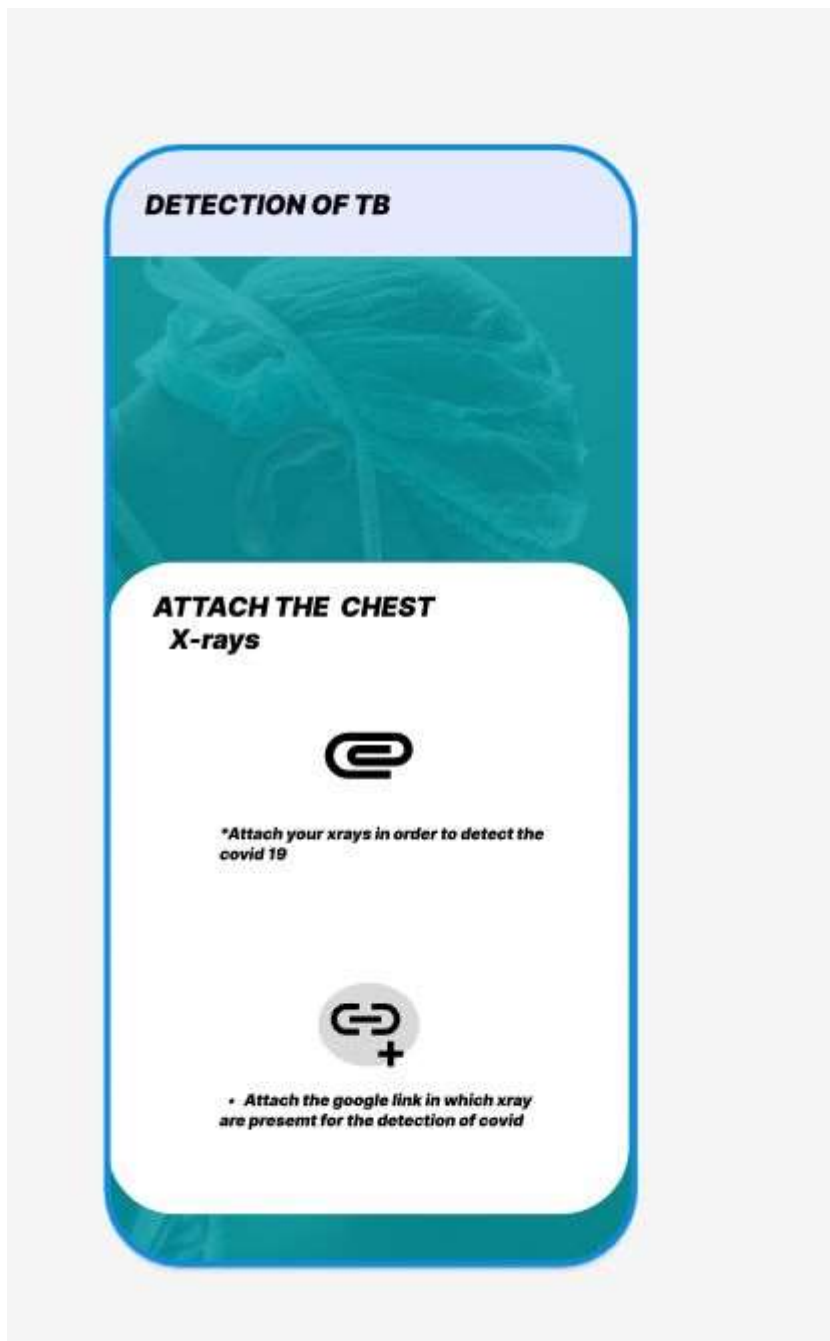 DETECTION OF TB
ATTACH THE CHEST
X-rays
*Attach your xrays in order to detect the
covid 19
• Attach the google link in which xray
are presemt for the detection of covid